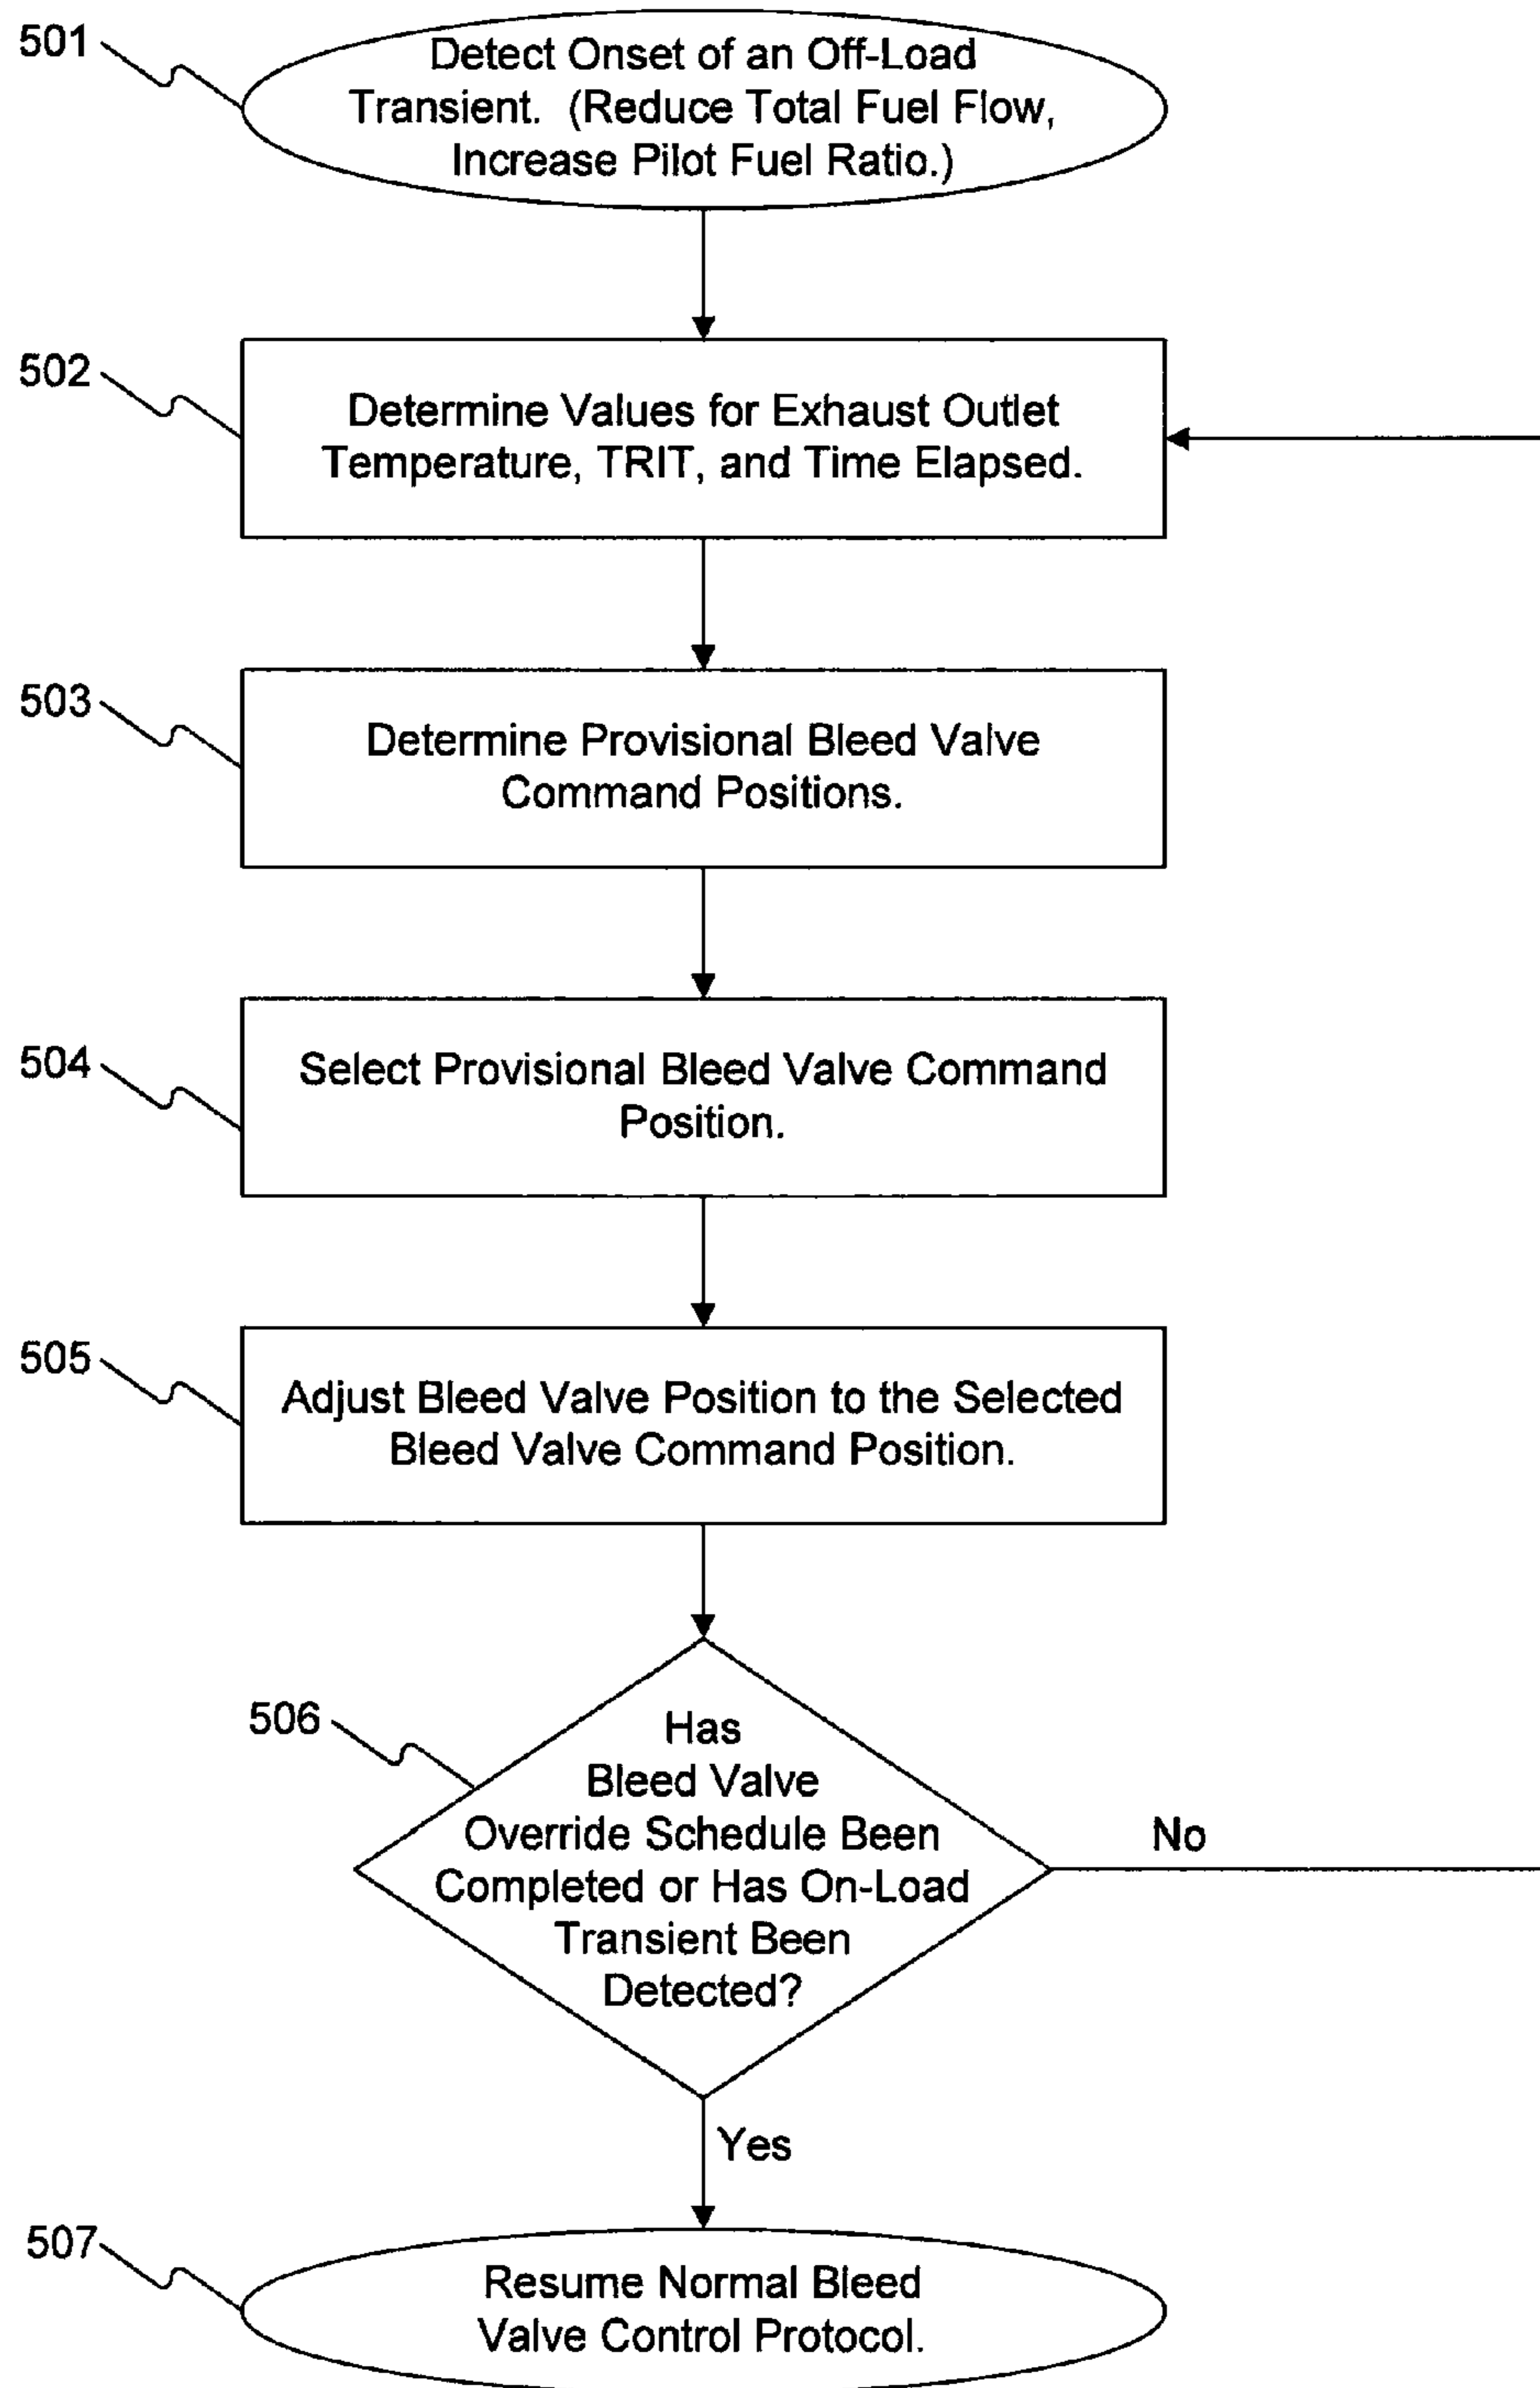 501
Detect Onset of an Off-Load
Transient. (Reduce Total Fuel Flow,
Increase Pilot Fuel Ratio.)
502
Determine Values for Exhaust Outlet
Temperature, TRIT, and Time Elapsed.
503
Determine Provisional Bleed Valve
Command Positions.
504
Select Provisional Bleed Valve Command
Position.
505
Adjust Bleed Valve Position to the Selected
Bleed Valve Command Position.
506
Has
Bleed Valve
Override Schedule Been
Completed or Has On-Load
Transient Been
Detected?
No
Yes
507
Resume Normal Bleed
Valve Control Protocol.